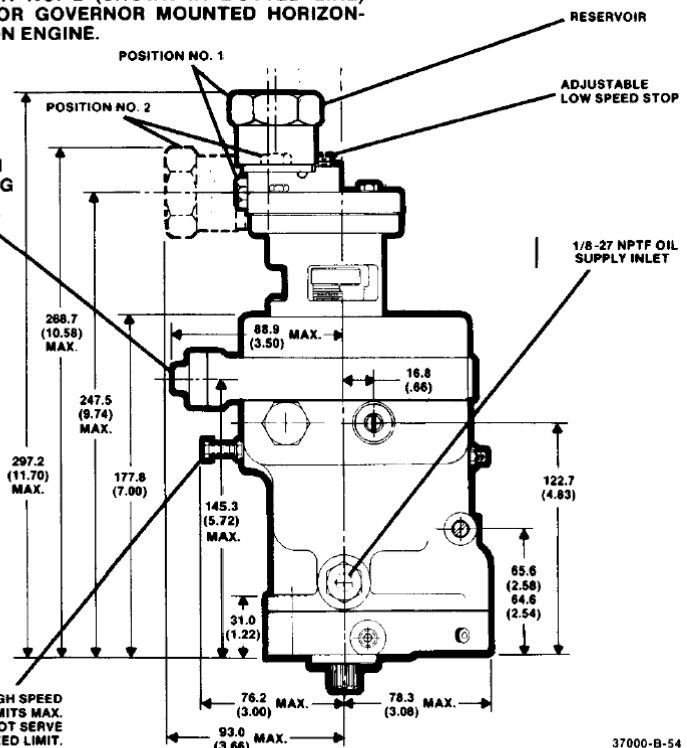 OR GOVERNOR MOUNTED HORIZON-
ON ENGINE.
POSITION NO. 1
RESERVOIR
POSITION NO. 2
ADJUSTABLE
LOW SPEED STOP
1/8-27 NPTF OIL
SUPPLY INLET
88.9
(3.50) MAX.
268.7
(10.58)
MAX.
16.8
(.66)
247.5
(9.74)
MAX.
297.2
(11.70)
MAX.
177.8
(7.00)
122.7
(4.83)
145.3
(5.72)
MAX.
65.6
(2.58)
64.6
(2.54)
31.0
(1.22)
GH SPEED
MITS MAX.
OT SERVE
EED LIMIT.
76.2
(3.00) MAX.
78.3
(3.08) MAX.
93.0
(3.66) MAX.
37000-B-54